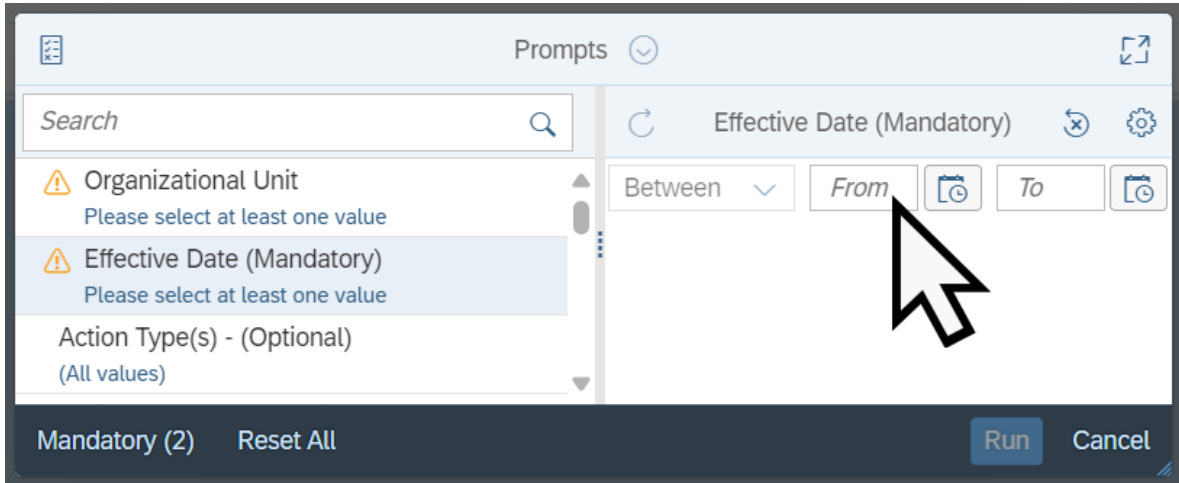 Prompts
Search
Effective Date (Mandatory)
Organizational Unit
Please select at least one value
Between
From
To
Effective Date (Mandatory)
Please select at least one value
Action Type(s) - (Optional)
(All values)
Mandatory (2)
Reset All
Run
Cancel